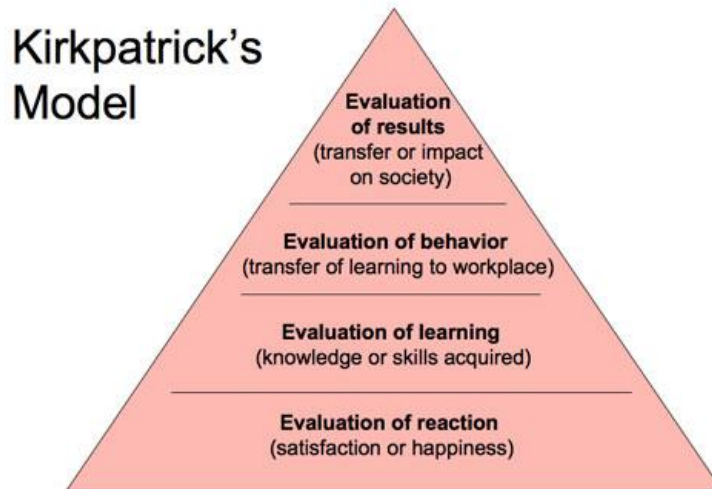 Kirkpatrick's
Model
Evaluation
of results
(transfer or impact
on society)
Evaluation of behavior
(transfer of learning to workplace)
Evaluation of learning
(knowledge or skills acquired)
Evaluation of reaction
(satisfaction or happiness)